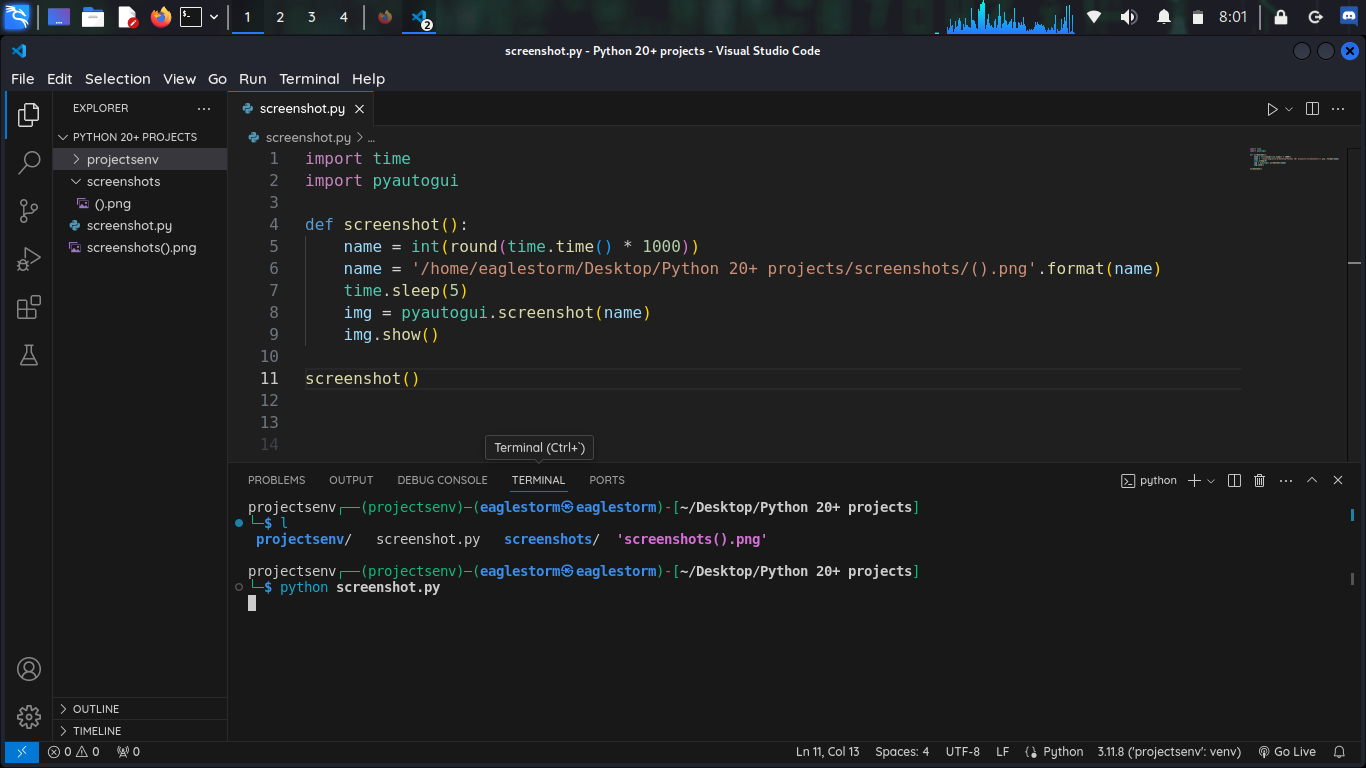 1 2 3 4 2 8:01
screenshot.py - Python 20+ projects - Visual Studio Code
File Edit Selection View Go Run Terminal Help
EXPLORER ...
PYTHON 20+ PROJECTS
projectsenv
screenshots
().png
screenshot.py
screenshots().png
OUTLINE
TIMELINE
screenshot.py
screenshot.py > ...
1 import time
2 import pyautogui
3
4 def screenshot():
5     name = int(round(time.time() * 1000))
6     name = '/home/eaglestorm/Desktop/Python 20+ projects/screenshots/().png'.format(name)
7     time.sleep(5)
8     img = pyautogui.screenshot(name)
9     img.show()
10
11 screenshot()
12
13
14
Terminal (Ctrl+`)
PROBLEMS OUTPUT DEBUG CONSOLE TERMINAL PORTS python
projectsenv┌──(projectsenv)─(eaglestorm㉿eaglestorm)-[~/Desktop/Python 20+ projects]
└─$ l
projectsenv/ screenshot.py screenshots/ 'screenshots().png'
projectsenv┌──(projectsenv)─(eaglestorm㉿eaglestorm)-[~/Desktop/Python 20+ projects]
└─$ python screenshot.py
0 0 0 Ln 11, Col 13 Spaces: 4 UTF-8 LF Python 3.11.8 ('projectsenv': venv) Go Live